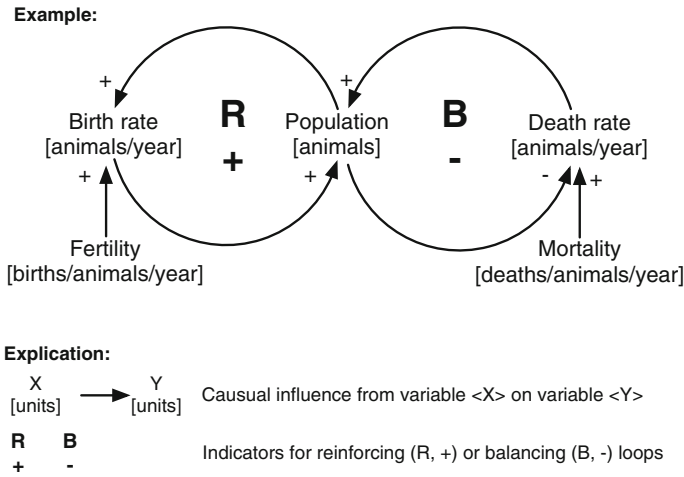 Example:
+
+
Birth rate
[animals/year]
R
+
Population
[animals]
B
-
Death rate
[animals/year]
+
+
-
+
Fertility
[births/animals/year]
Mortality
[deaths/animals/year]
Explication:
X
[units]
Y
[units]
Causual influence from variable <X> on variable <Y>
R B
+ -
Indicators for reinforcing (R, +) or balancing (B, -) loops